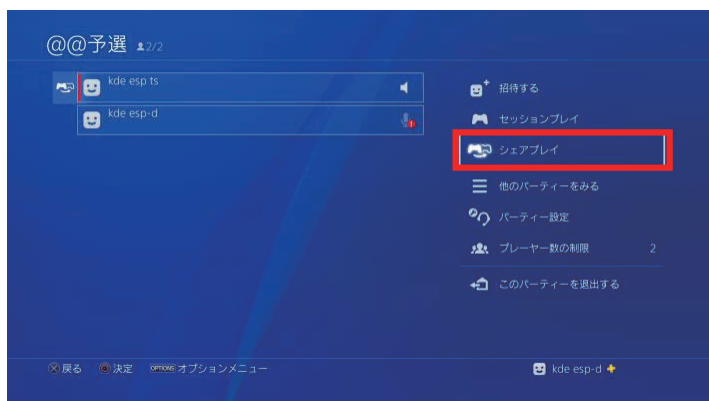 @@予選 2/2
kde esp ts
kde esp-d
招待する
セッションプレイ
シェアプレイ
他のパーティーをみる
パーティー設定
プレーヤー数の制限 2
このパーティーを退出する
戻る 決定 OPTIONS オプションメニュー
kde esp-d